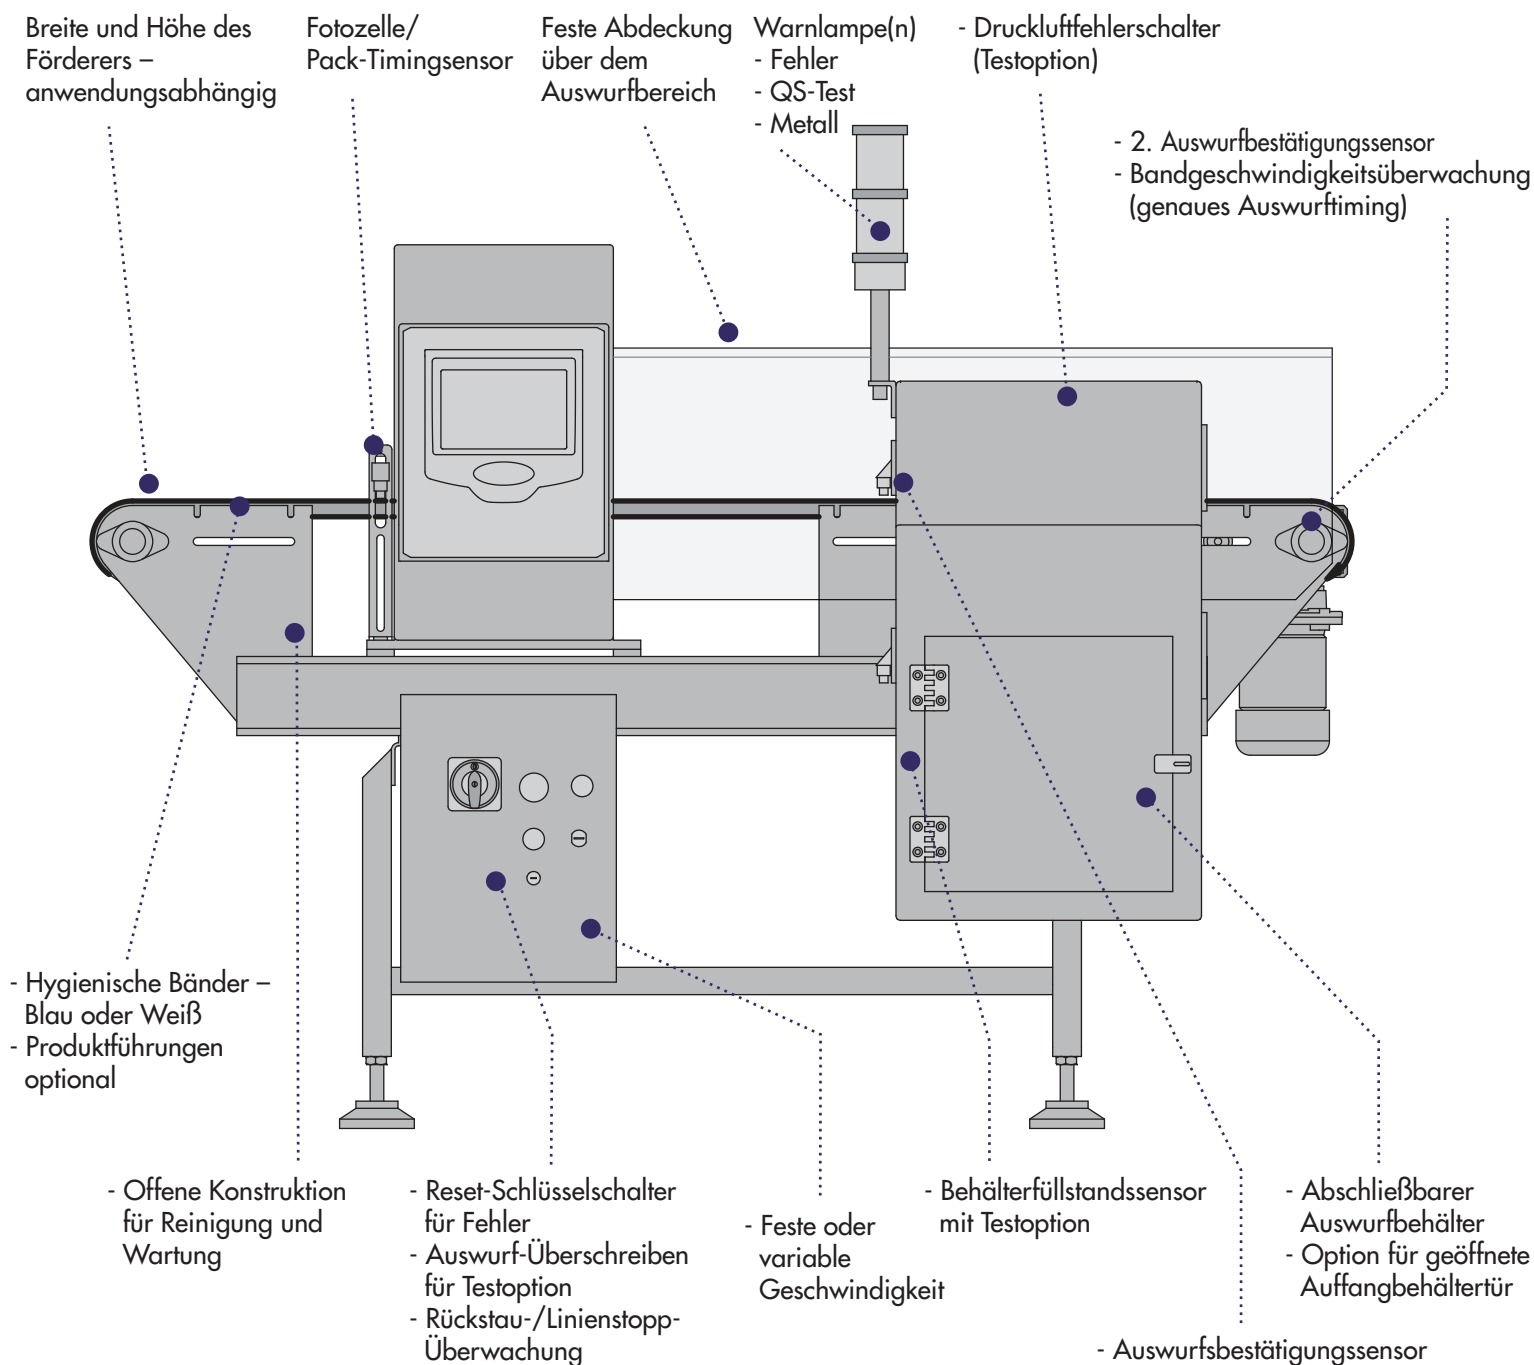 Breite und Höhe des
Förderers –
anwendungsabhängig
Fotozelle/
Pack-Timingsensor
Feste Abdeckung
über dem
Auswurfbereich
Warnlampe(n)
- Fehler
- QS-Test
- Metall
- Druckluftfehlerschalter
(Testoption)
- 2. Auswurfbestätigungssensor
- Bandgeschwindigkeitsüberwachung
(genaues Auswurftiming)
- Hygienische Bänder –
Blau oder Weiß
- Produktführungen
optional
- Offene Konstruktion
für Reinigung und
Wartung
- Reset-Schlüsselschalter
für Fehler
- Auswurf-Überschreiben
für Testoption
- Rückstau-/Linienstopp-
Überwachung
- Feste oder
variable
Geschwindigkeit
- Behälterfüllstandssensor
mit Testoption
- Abschließbarer
Auswurfbehälter
- Option für geöffnete
Auffangbehältertür
- Auswurfsbestätigungssensor